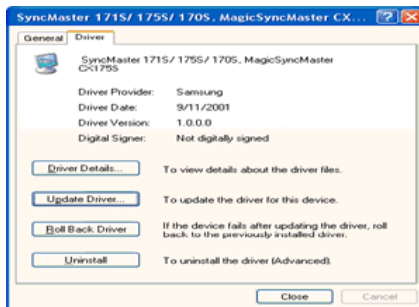 SyncMaster 171S/ 175S/ 170S, MagicSyncMaster CX...
General
Driver
SyncMaster 171S/ 175S/ 170S, MagicSyncMaster
CX175S
Driver Provider: Samsung
Driver Date: 9/11/2001
Driver Version: 1.0.0.0
Digital Signer: Not digitally signed
Driver Details... To view details about the driver files.
Update Driver... To update the driver for this device.
Roll Back Driver If the device fails after updating the driver, roll
back to the previously installed driver.
Uninstall To uninstall the driver (Advanced).
Close Cancel